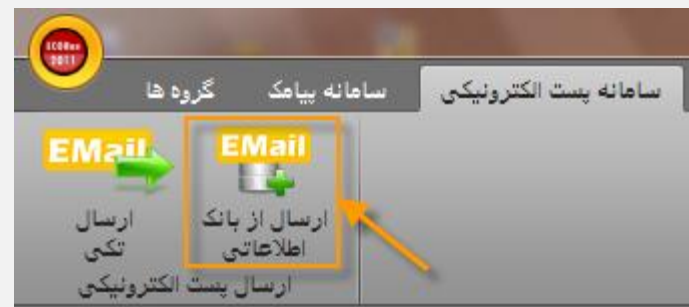 ECOMan
2011
سامانه پست الکترونیکی
سامانه پیامک
گروه ها
EMail
ارسال از بانک
اطلاعاتی
EMail
ارسال
تکی
ارسال پست الکترونیکی